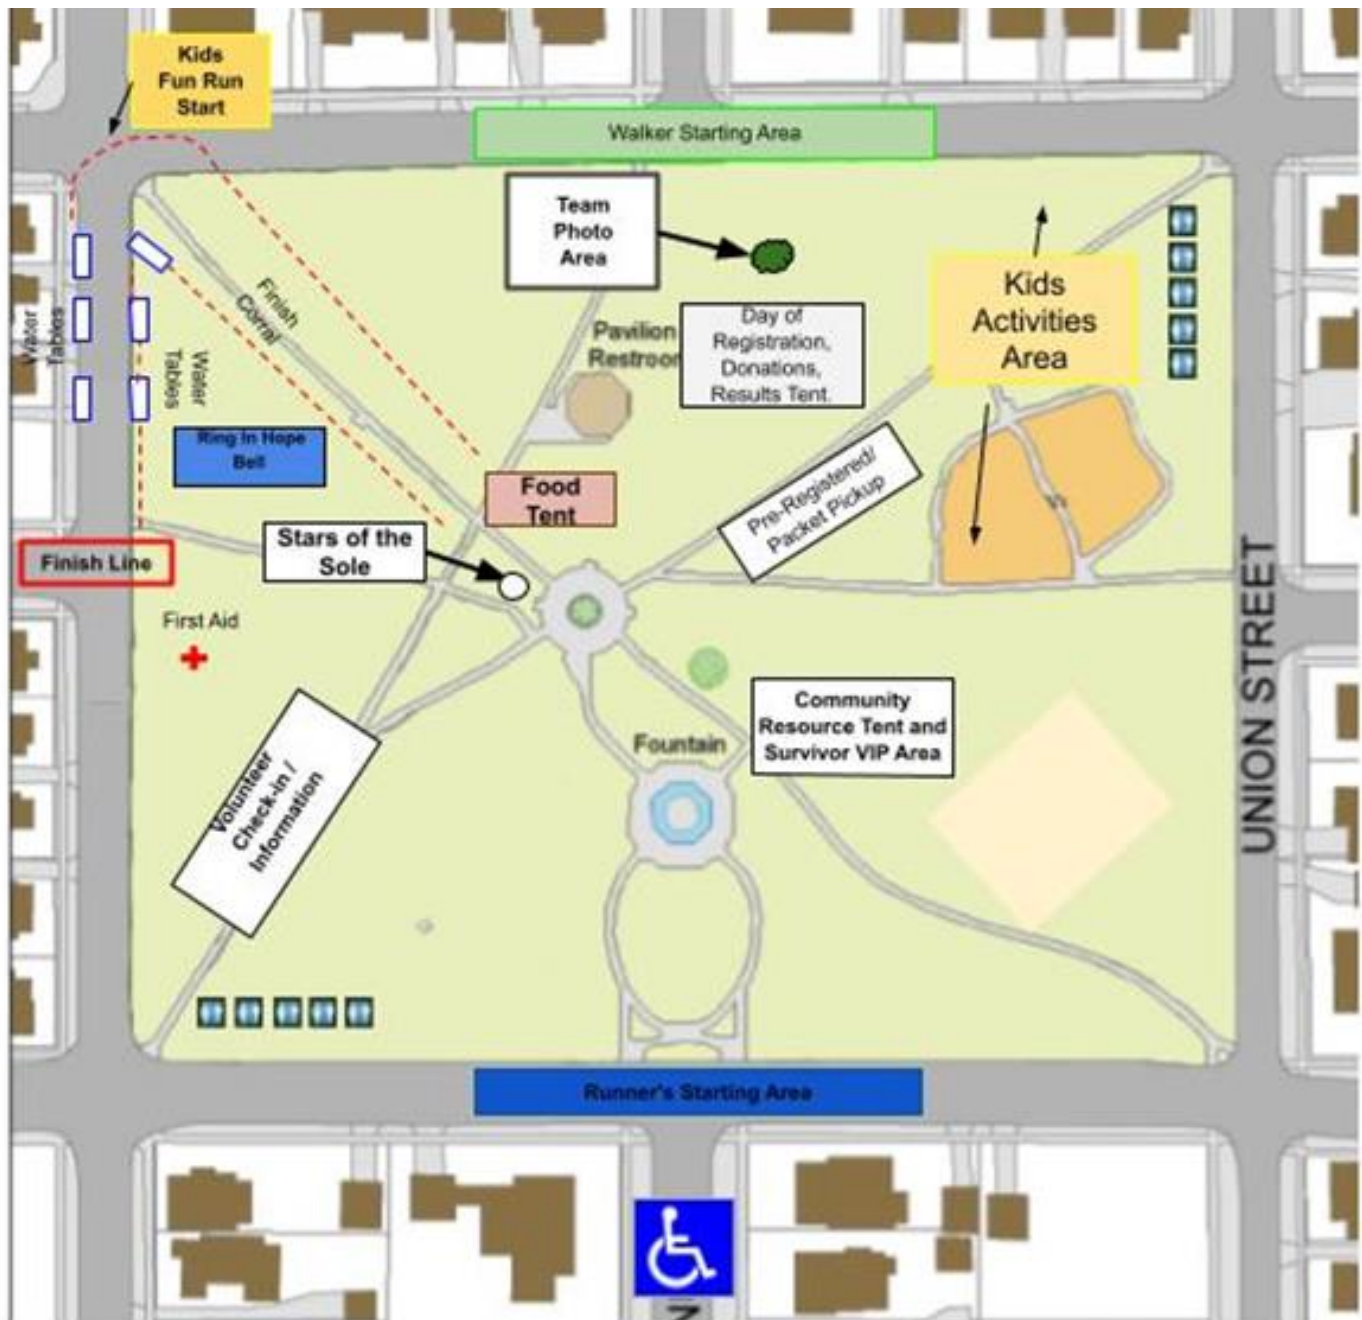 Kids
Fun Run
Start
Walker Starting Area
Team
Photo
Area
Kids
Activities
Area
Finish
Corral
Water
Tables
Water
Tables
Pavilion
Day of
Registration,
Donations,
Results Tent.
Ring In Hope
Bell
Food
Tent
Pre-Registered/
Packet Pickup
Stars of the
Sole
Finish Line
First Aid
UNION STREET
Community
Resource Tent and
Survivor VIP Area
Fountain
Volunteer
Check-in /
Information
Runner's Starting Area